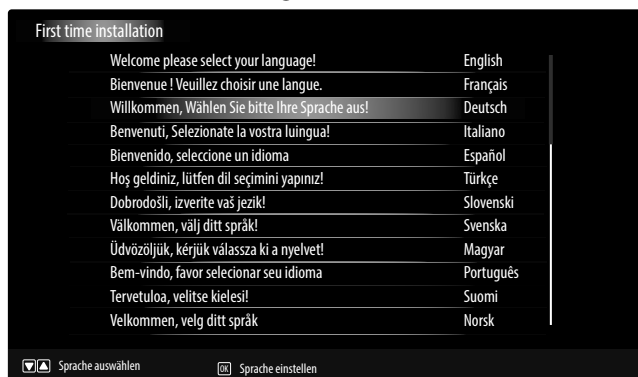 First time installation
Welcome please select your language! English
Bienvenue ! Veuillez choisir une langue. Français
Willkommen, Wählen Sie bitte Ihre Sprache aus! Deutsch
Benvenuti, Selezionate la vostra luingua! Italiano
Bienvenido, seleccione un idioma Español
Hoş geldiniz, lütfen dil seçimini yapınız! Türkçe
Dobrodošli, izverite vaš jezik! Slovenski
Välkommen, välj ditt språk! Svenska
Üdvözöljük, kérjük válassza ki a nyelvet! Magyar
Bem-vindo, favor selecionar seu idioma Português
Tervetuloa, velitse kielesi! Suomi
Velkommen, velg ditt språk Norsk
Sprache auswählen OK Sprache einstellen